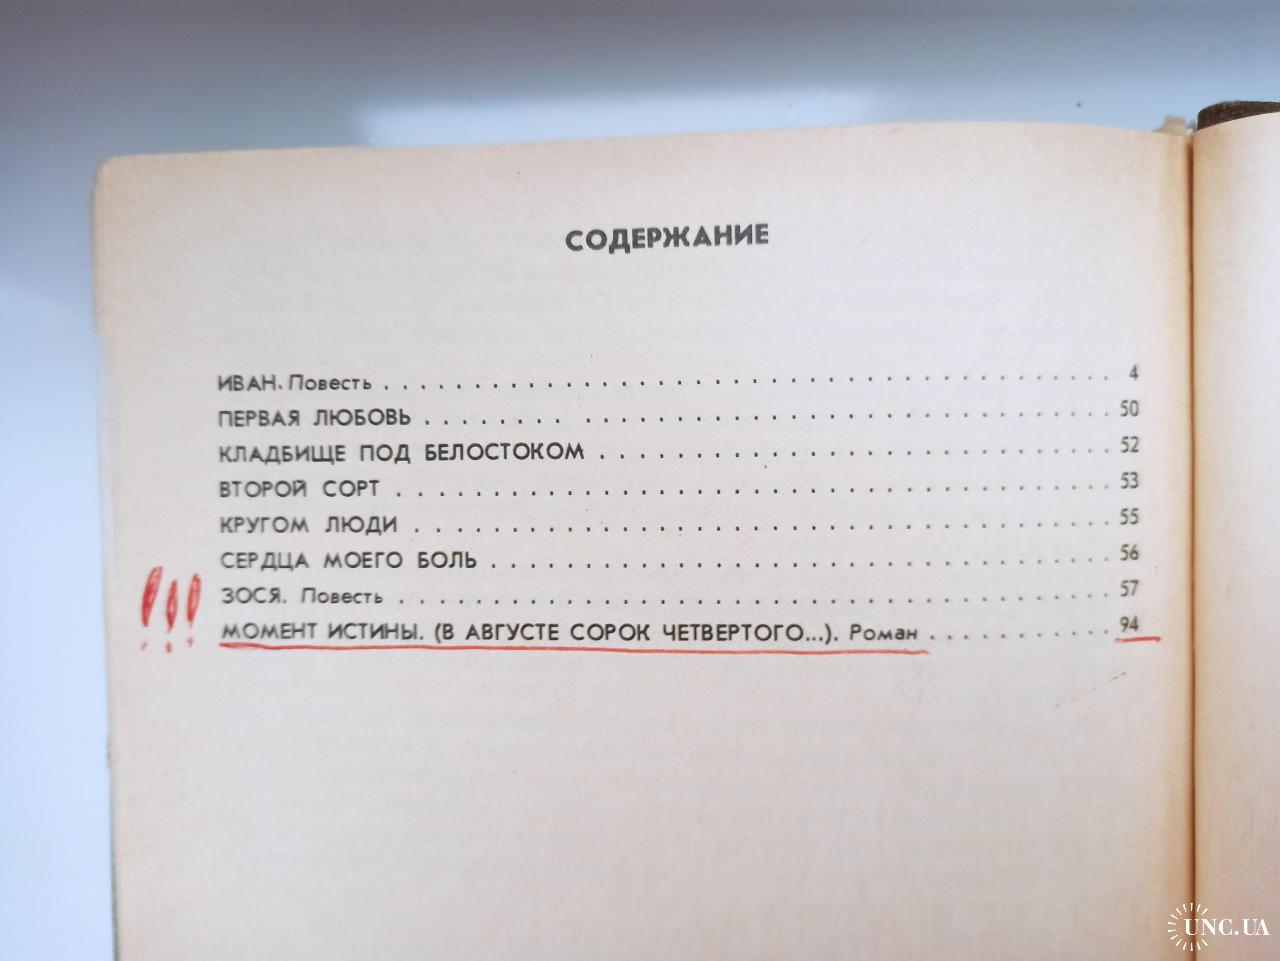 СОДЕРЖАНИЕ
ИВАН. Повесть . . . . . . . . . . . . . . . . . . . . . . . . . . . . . . . . 4
ПЕРВАЯ ЛЮБОВЬ . . . . . . . . . . . . . . . . . . . . . . . . . . . . . . 50
КЛАДБИЩЕ ПОД БЕЛОСТОКОМ . . . . . . . . . . . . . . . . . . . . . . 52
ВТОРОЙ СОРТ . . . . . . . . . . . . . . . . . . . . . . . . . . . . . . . 53
КРУГОМ ЛЮДИ . . . . . . . . . . . . . . . . . . . . . . . . . . . . . . 55
СЕРДЦА МОЕГО БОЛЬ . . . . . . . . . . . . . . . . . . . . . . . . . . . 56
ЗОСЯ. Повесть . . . . . . . . . . . . . . . . . . . . . . . . . . . . . . . 57
!!! МОМЕНТ ИСТИНЫ. (В АВГУСТЕ СОРОК ЧЕТВЕРТОГО...). Роман . . . . . . . . . . . 94
UNC.UA